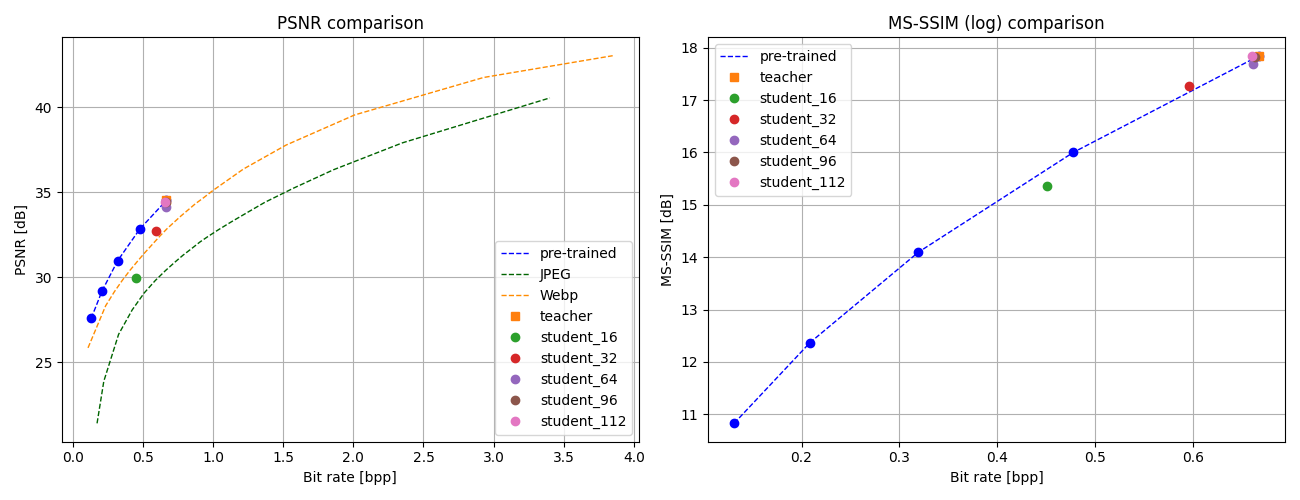 PSNR comparison
PSNR [dB]
40
35
30
25
0.0 0.5 1.0 1.5 2.0 2.5 3.0 3.5 4.0
Bit rate [bpp]
pre-trained
JPEG
Webp
teacher
student_16
student_32
student_64
student_96
student_112
MS-SSIM (log) comparison
MS-SSIM [dB]
18
17
16
15
14
13
12
11
0.2 0.3 0.4 0.5 0.6
Bit rate [bpp]
pre-trained
teacher
student_16
student_32
student_64
student_96
student_112